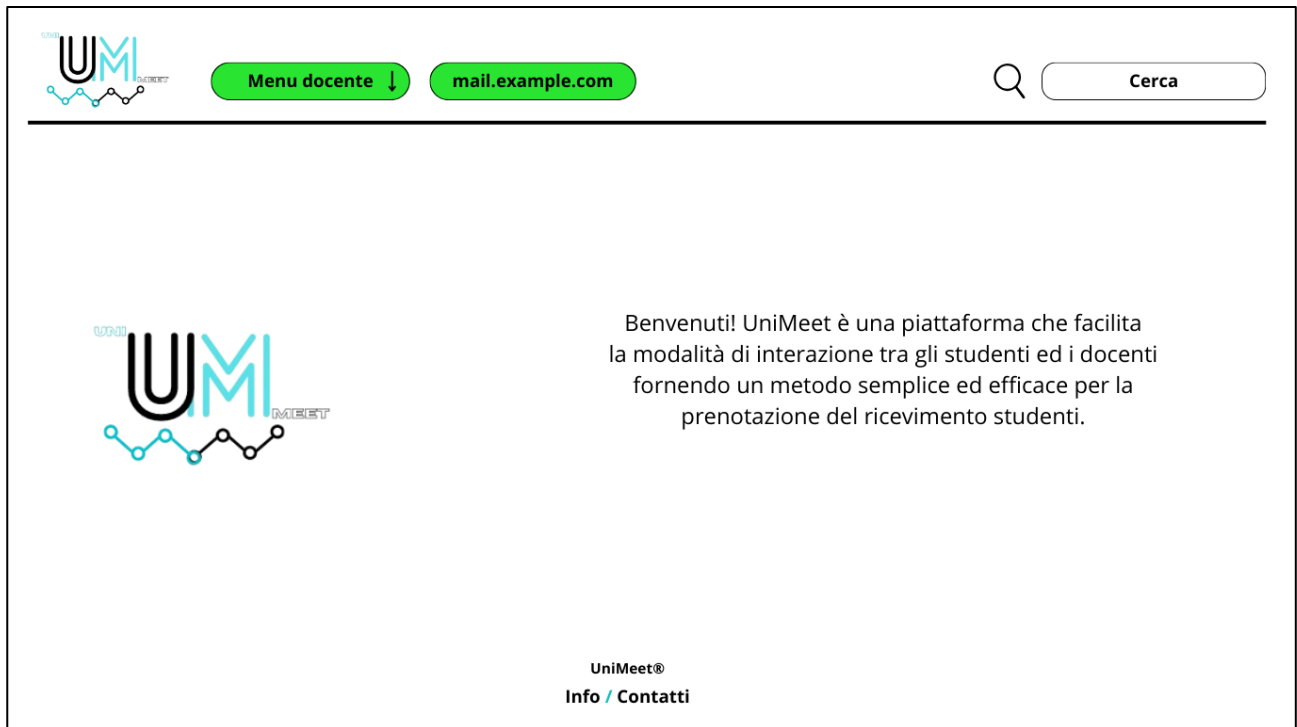 UNI
UM
MEET
Menu docente ↓
mail.example.com
Cerca
UNI
UM
MEET
Benvenuti! UniMeet è una piattaforma che facilita
la modalità di interazione tra gli studenti ed i docenti
fornendo un metodo semplice ed efficace per la
prenotazione del ricevimento studenti.
UniMeet®
Info / Contatti